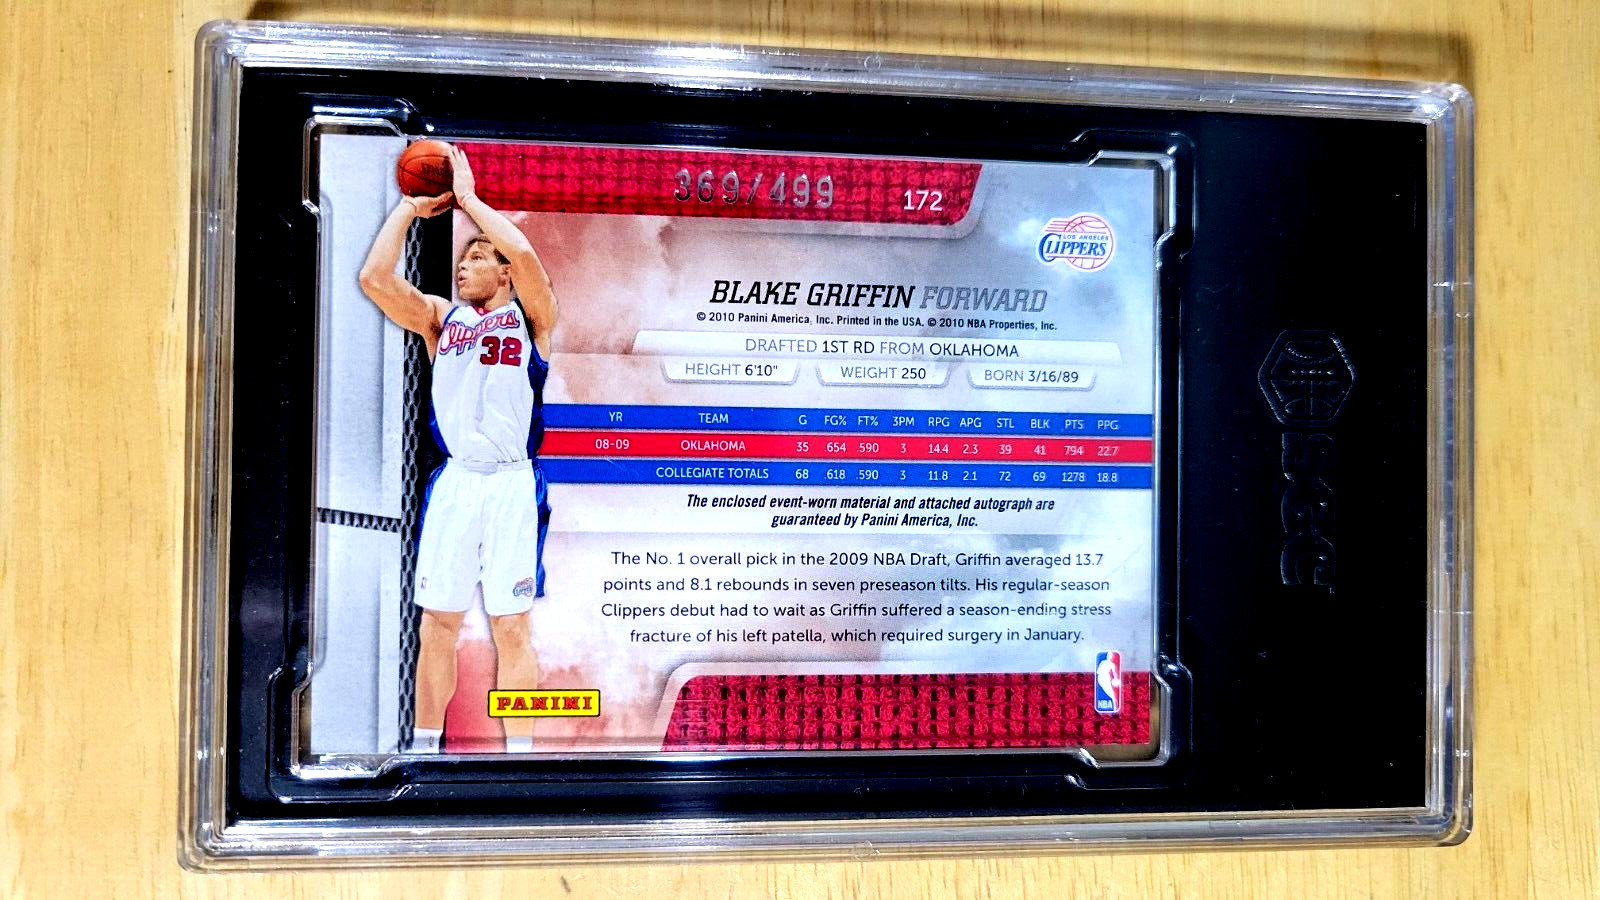 369/499
172
LOS ANGELES
CLIPPERS
BLAKE GRIFFIN FORWARD
© 2010 Panini America, Inc. Printed in the USA. © 2010 NBA Properties, Inc.
DRAFTED 1ST RD FROM OKLAHOMA
HEIGHT 6'10" WEIGHT 250 BORN 3/16/89
YR TEAM G FG% FT% 3PM RPG APG STL BLK PTS PPG
08-09 OKLAHOMA 35 .654 .590 3 14.4 2.3 39 41 794 22.7
COLLEGIATE TOTALS 68 .618 .590 3 11.8 2.1 72 69 1278 18.8
The enclosed event-worn material and attached autograph are
guaranteed by Panini America, Inc.
The No. 1 overall pick in the 2009 NBA Draft, Griffin averaged 13.7
points and 8.1 rebounds in seven preseason tilts. His regular-season
Clippers debut had to wait as Griffin suffered a season-ending stress
fracture of his left patella, which required surgery in January.
Clippers
32
PANINI
NBA
SGC